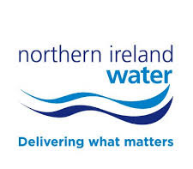 northern ireland
water
Delivering what matters